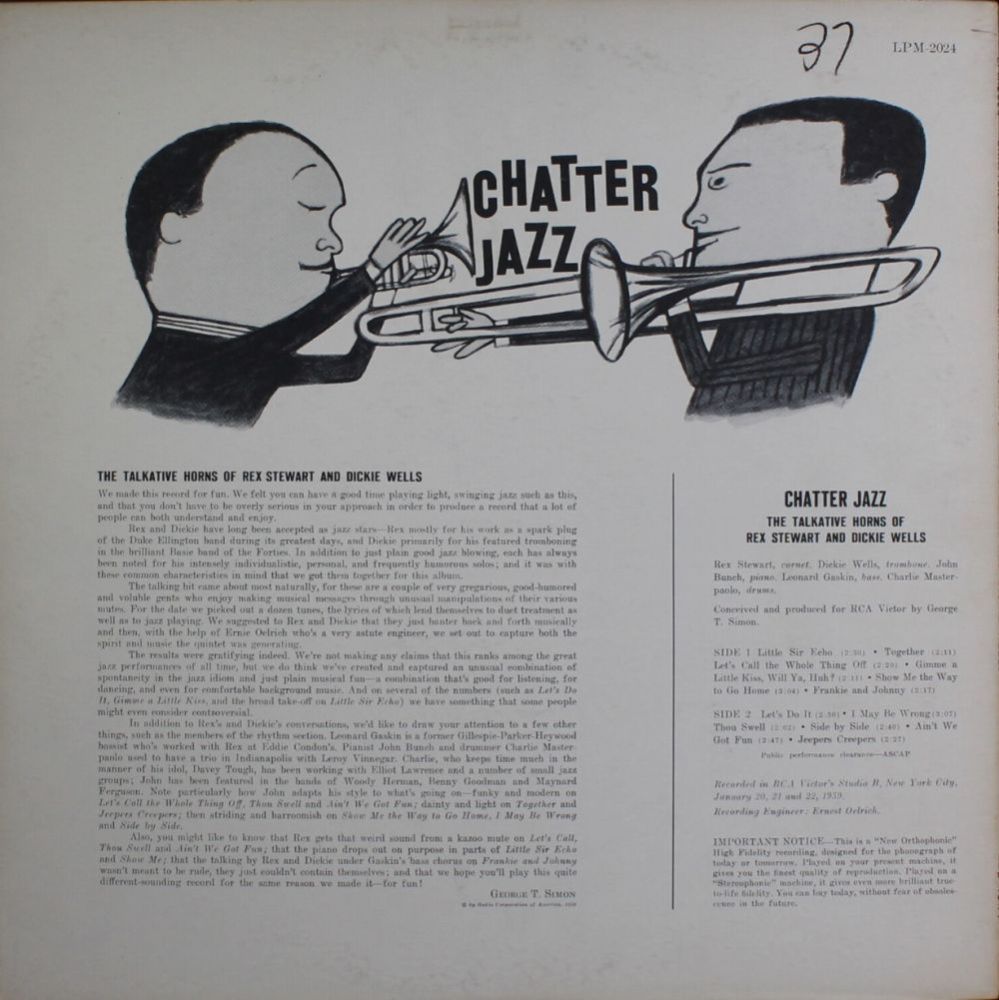 37
LPM-2024
CHATTER
JAZZ
THE TALKATIVE HORNS OF REX STEWART AND DICKIE WELLS
We made this record for fun. We felt you can have a good time playing light, swinging jazz such as this,
and that you don't have to be overly serious in your approach in order to produce a record that a lot of
people can both understand and enjoy.
Rex and Dickie have long been accepted as jazz stars—Rex mostly for his work as a spark plug
of the Duke Ellington band during its greatest days, and Dickie primarily for his featured tromboning
in the brilliant Basie band of the Forties. In addition to just plain good jazz blowing, each has always
been noted for his intensely individualistic, personal, and frequently humorous solos; and it was with
these common characteristics in mind that we got them together for this album.
The talking bit came about most naturally, for these are a couple of very gregarious, good-humored
and voluble gents who enjoy making musical messages through unusual manipulations of their various
mutes. For the date we picked out a dozen tunes, the lyrics of which lend themselves to duet treatment as
well as to jazz playing. We suggested to Rex and Dickie that they just banter back and forth musically
and then, with the help of Ernie Oelrich who's a very astute engineer, we set out to capture both the
spirit and music the quintet was generating.
The results were gratifying indeed. We're not making any claims that this ranks among the great
jazz performances of all time, but we do think we've created and captured an unusual combination of
spontaneity in the jazz idiom and just plain musical fun—a combination that's good for listening, for
dancing, and even for comfortable background music. And on several of the numbers (such as Let's Do
It, Gimme a Little Kiss, and the broad take-off on Little Sir Echo) we have something that some people
might even consider controversial.
In addition to Rex's and Dickie's conversations, we'd like to draw your attention to a few other
things, such as the members of the rhythm section. Leonard Gaskin is a former Gillespie-Parker-Heywood
bassist who's worked with Rex at Eddie Condon's. Pianist John Bunch and drummer Charlie Master-
paolo used to have a trio in Indianapolis with Leroy Vinnegar. Charlie, who keeps time much in the
manner of his idol, Davey Tough, has been working with Elliot Lawrence and a number of small jazz
groups; John has been featured in the bands of Woody Herman, Benny Goodman and Maynard
Ferguson. Note particularly how John adapts his style to what's going on—funky and modern on
Let's Call the Whole Thing Off, Thou Swell and Ain't We Got Fun; dainty and light on Together and
Jeepers Creepers; then striding and barroomish on Show Me the Way to Go Home, I May Be Wrong
and Side by Side.
Also, you might like to know that Rex gets that weird sound from a kazoo mute on Let's Call,
Thou Swell and Ain't We Got Fun; that the piano drops out on purpose in parts of Little Sir Echo
and Show Me; that the talking by Rex and Dickie under Gaskin's bass chorus on Frankie and Johnny
wasn't meant to be rude, they just couldn't contain themselves; and that we hope you'll play this quite
different-sounding record for the same reason we made it—for fun!
GEORGE T. SIMON
© by Radio Corporation of America, 1959
CHATTER JAZZ
THE TALKATIVE HORNS OF
REX STEWART AND DICKIE WELLS
Rex Stewart, cornet. Dickie Wells, trombone. John
Bunch, piano. Leonard Gaskin, bass. Charlie Master-
paolo, drums.
Conceived and produced for RCA Victor by George
T. Simon.
SIDE 1 Little Sir Echo (2:30) • Together (2:11)
Let's Call the Whole Thing Off (2:29) • Gimme a
Little Kiss, Will Ya, Huh? (2:11) • Show Me the Way
to Go Home (3:04) • Frankie and Johnny (2:17)
SIDE 2 Let's Do It (2:36) • I May Be Wrong (3:07)
Thou Swell (2:02) • Side by Side (2:40) • Ain't We
Got Fun (2:47) • Jeepers Creepers (2:27)
Public performance clearance—ASCAP
Recorded in RCA Victor's Studio B, New York City,
January 20, 21 and 22, 1959.
Recording Engineer: Ernest Oelrich.
IMPORTANT NOTICE—This is a "New Orthophonic"
High Fidelity recording, designed for the phonograph of
today or tomorrow. Played on your present machine, it
gives you the finest quality of reproduction. Played on a
"Stereophonic" machine, it gives even more brilliant true-
to-life fidelity. You can buy today, without fear of obsoles-
cence in the future.